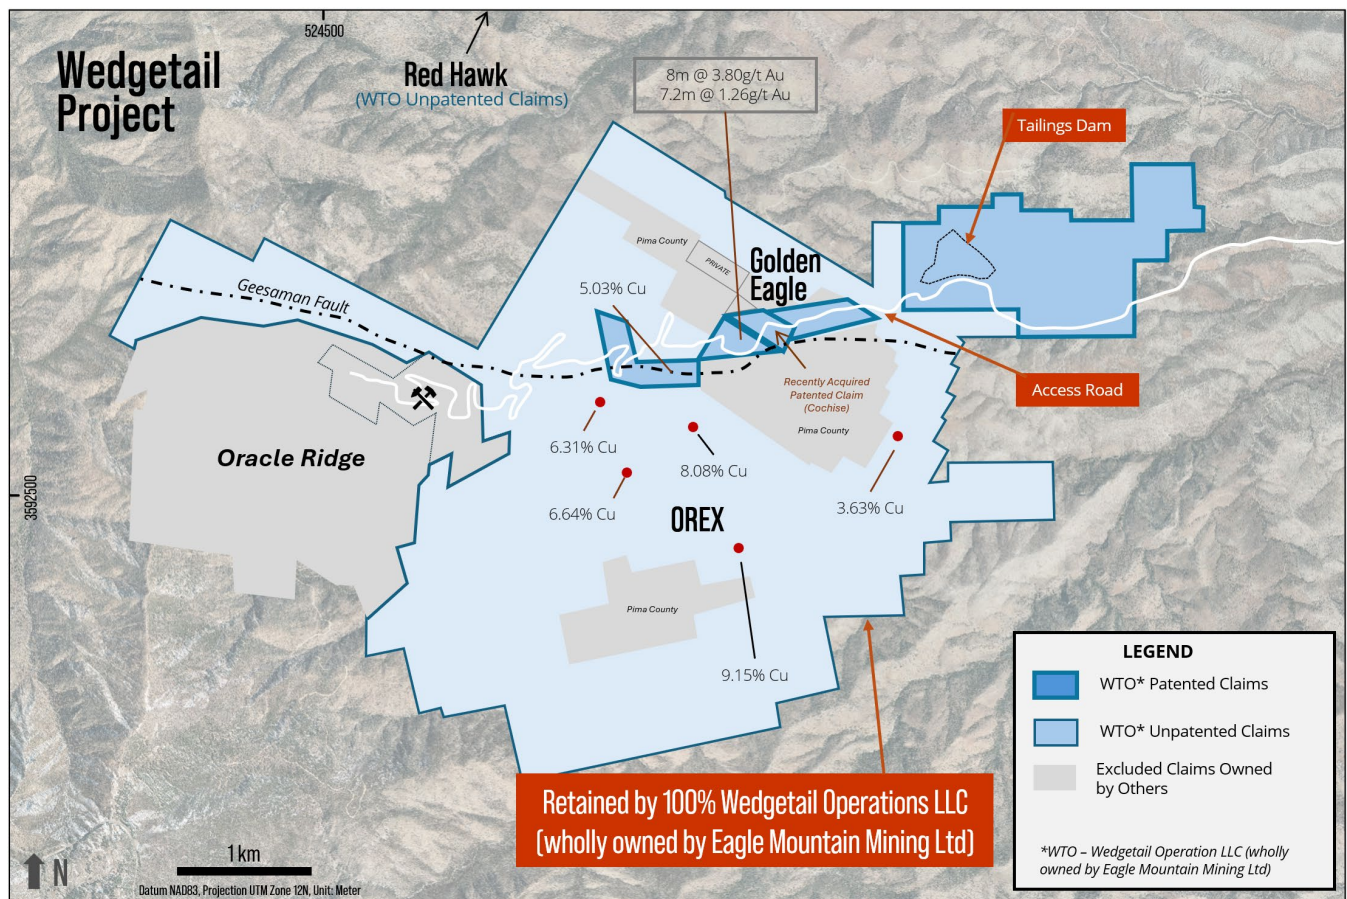 524500
Wedgetail
Project
Red Hawk
(WTO Unpatented Claims)
8m @ 3.80g/t Au
7.2m @ 1.26g/t Au
Tailings Dam
Pima County
PRIVATE
Golden
Eagle
5.03% Cu
Geesaman Fault
Recently Acquired
Patented Claim
(Cochise)
Pima County
Access Road
Oracle Ridge
6.31% Cu
8.08% Cu
6.64% Cu
3.63% Cu
OREX
3592500
Pima County
9.15% Cu
Retained by 100% Wedgetail Operations LLC
(wholly owned by Eagle Mountain Mining Ltd)
LEGEND
WTO* Patented Claims
WTO* Unpatented Claims
Excluded Claims Owned
by Others
*WTO – Wedgetail Operation LLC (wholly
owned by Eagle Mountain Mining Ltd)
N
1 km
Datum NAD83, Projection UTM Zone 12N, Unit: Meter